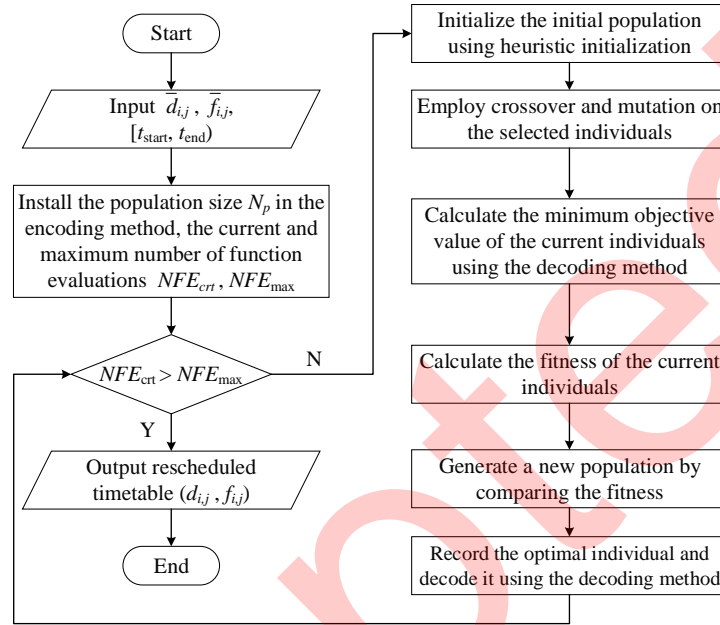 Start
Input d̅i,j , f̅i,j,
[tstart, tend)
Install the population size Np in the
encoding method, the current and
maximum number of function
evaluations NFEcrt , NFEmax
NFEcrt > NFEmax
N
Y
Output rescheduled
timetable (di,j , fi,j)
End
Initialize the initial population
using heuristic initialization
Employ crossover and mutation on
the selected individuals
Calculate the minimum objective
value of the current individuals
using the decoding method
Calculate the fitness of the current
individuals
Generate a new population by
comparing the fitness
Record the optimal individual and
decode it using the decoding method